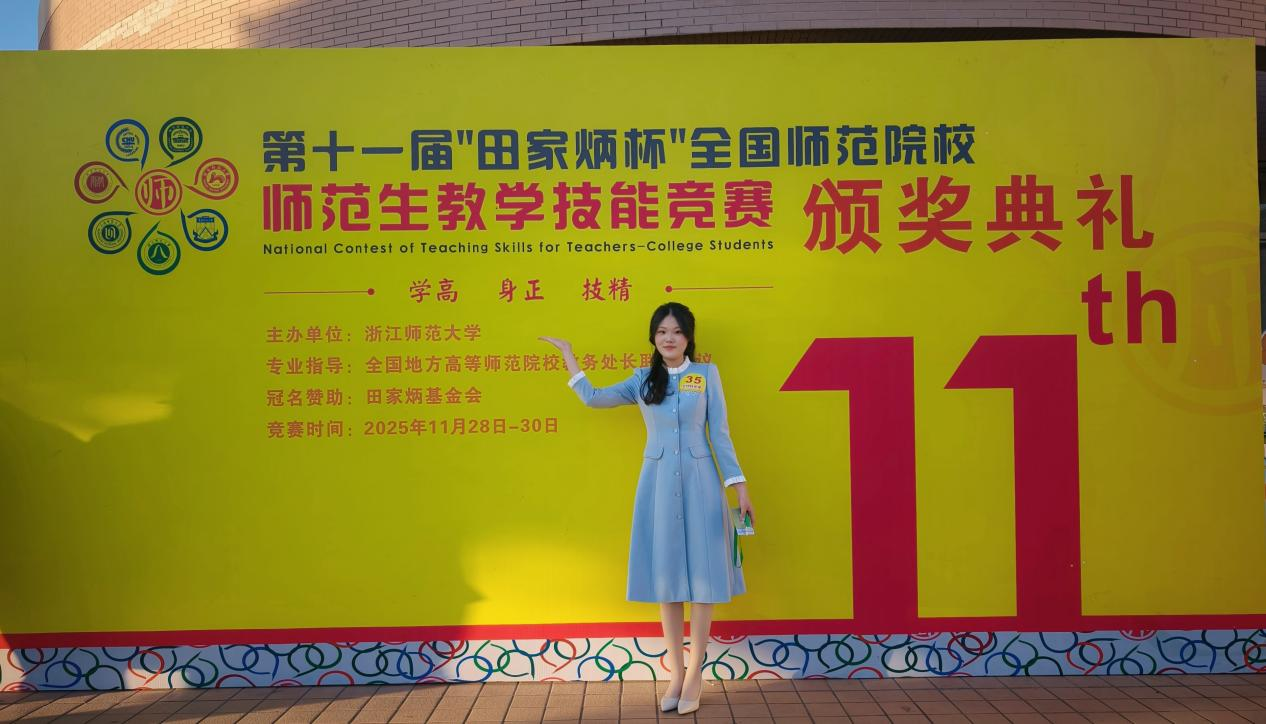 第十一届"田家炳杯"全国师范院校
师范生教学技能竞赛 颁奖典礼
National Contest of Teaching Skills for Teachers-College Students
学高 身正 技精
主办单位：浙江师范大学
专业指导：全国地方高等师范院校教务处长联
冠名赞助：田家炳基金会
竞赛时间：2025年11月28日-30日
11th
35
师